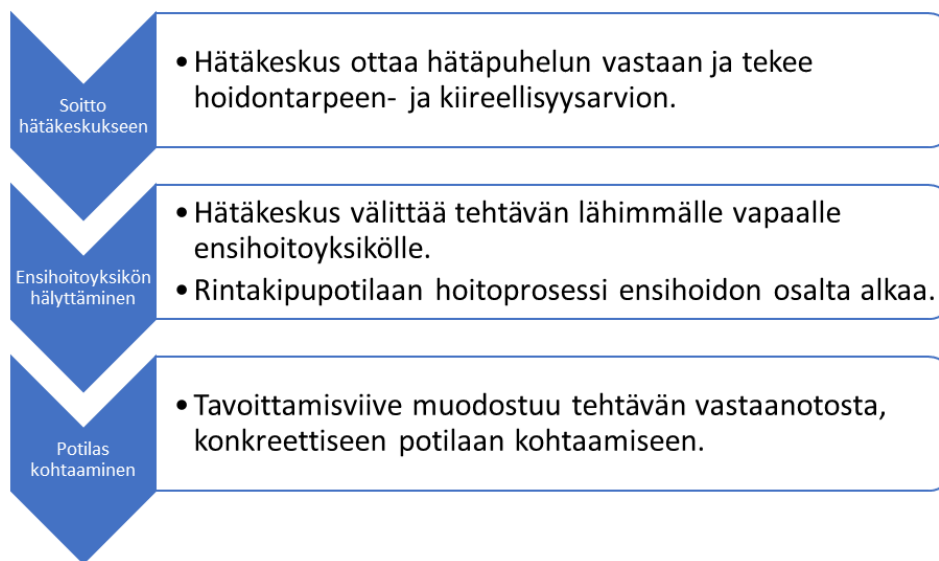 Soitto
hätäkeskukseen
• Hätäkeskus ottaa hätäpuhelun vastaan ja tekee
hoidontarpeen- ja kiireellisyysarvion.
Ensihoitoyksikön
hälyttäminen
• Hätäkeskus välittää tehtävän lähimmälle vapaalle
ensihoitoyksikölle.
• Rintakipupotilaan hoitoprosessi ensihoidon osalta alkaa.
Potilas
kohtaaminen
• Tavoittamisviive muodostuu tehtävän vastaanotosta,
konkreettiseen potilaan kohtaamiseen.